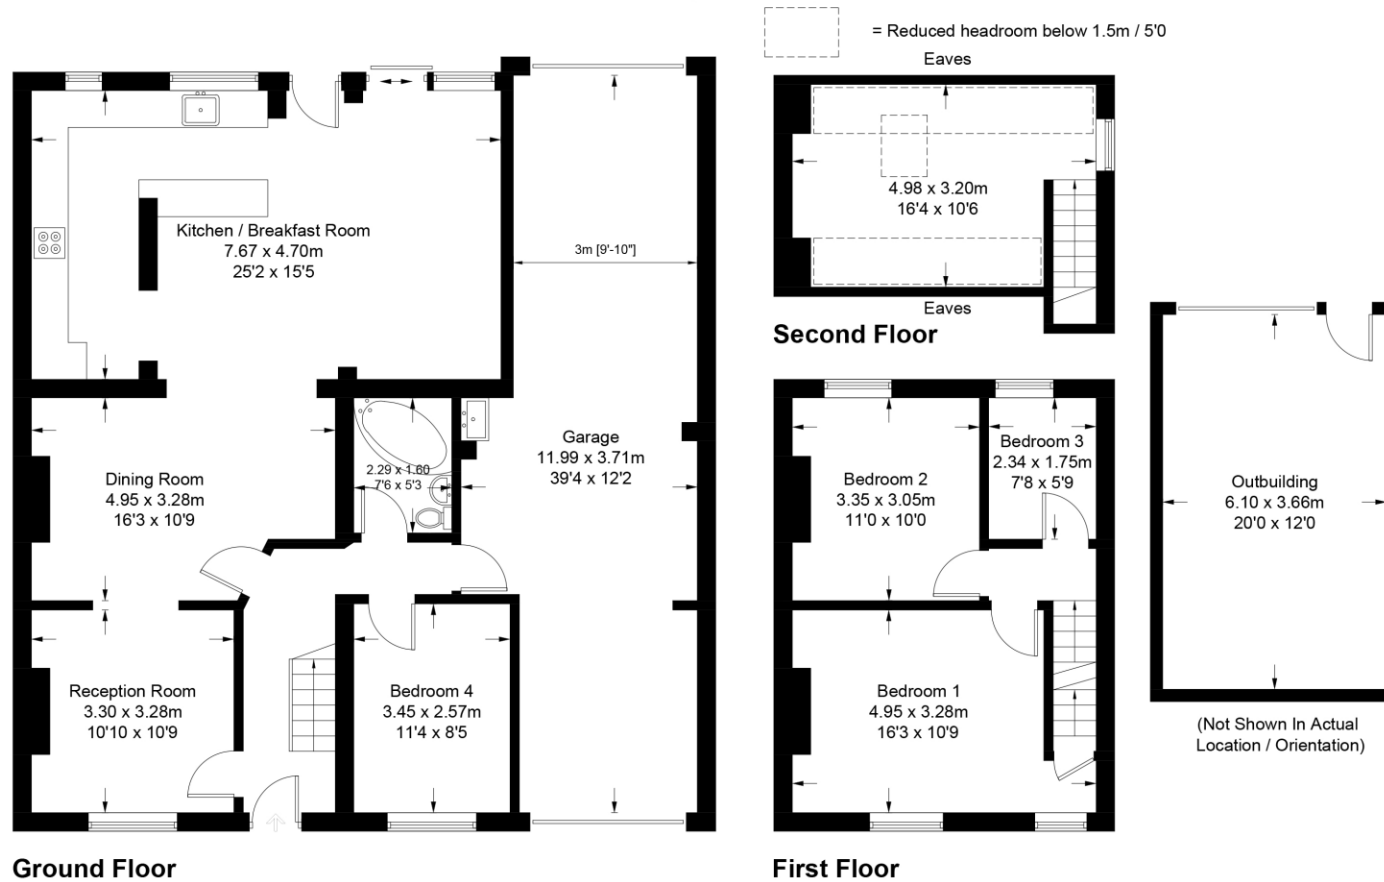 = Reduced headroom below 1.5m / 5'0
Eaves
4.98 x 3.20m
16'4 x 10'6
Eaves
Second Floor
Kitchen / Breakfast Room
7.67 x 4.70m
25'2 x 15'5
3m [9'-10"]
Garage
11.99 x 3.71m
39'4 x 12'2
Dining Room
4.95 x 3.28m
16'3 x 10'9
2.29 x 1.60
7'6 x 5'3
Reception Room
3.30 x 3.28m
10'10 x 10'9
Bedroom 4
3.45 x 2.57m
11'4 x 8'5
Ground Floor
Bedroom 2
3.35 x 3.05m
11'0 x 10'0
Bedroom 3
2.34 x 1.75m
7'8 x 5'9
Bedroom 1
4.95 x 3.28m
16'3 x 10'9
First Floor
Outbuilding
6.10 x 3.66m
20'0 x 12'0
(Not Shown In Actual
Location / Orientation)